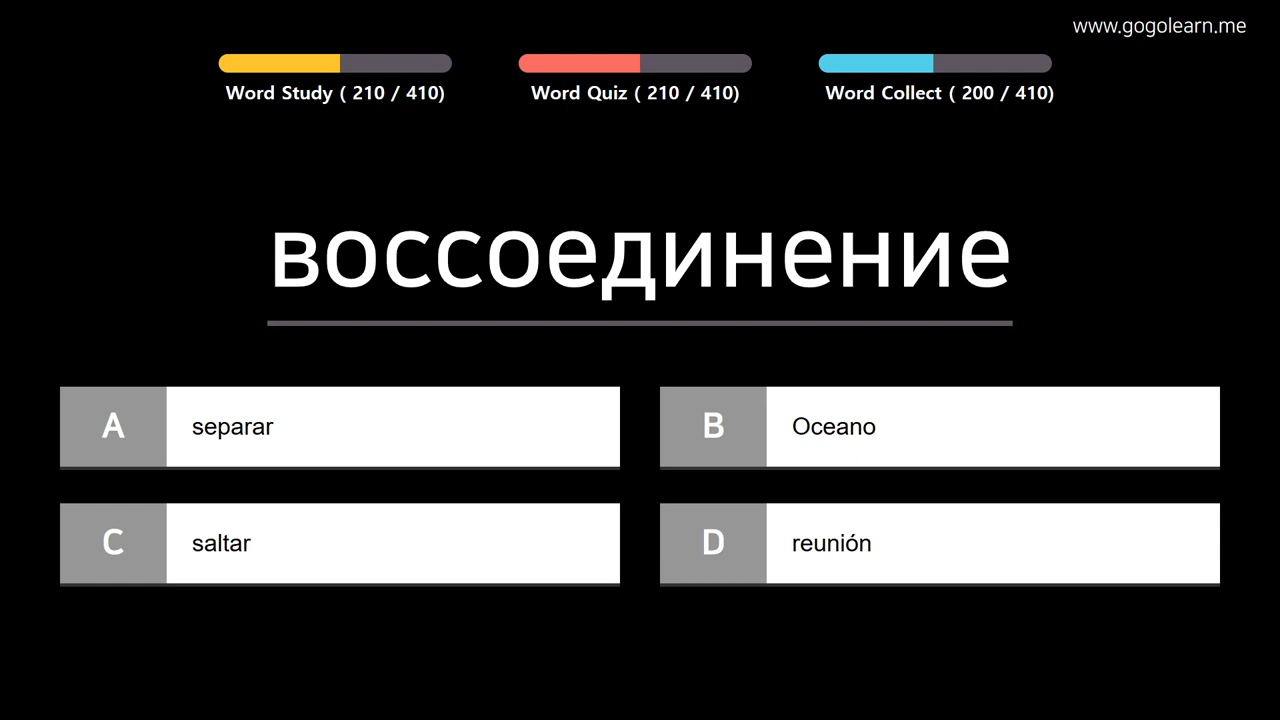 www.gogolearn.me
Word Study ( 210 / 410)
Word Quiz ( 210 / 410)
Word Collect ( 200 / 410)
воссоединение
A separar
B Oceano
C saltar
D reunión